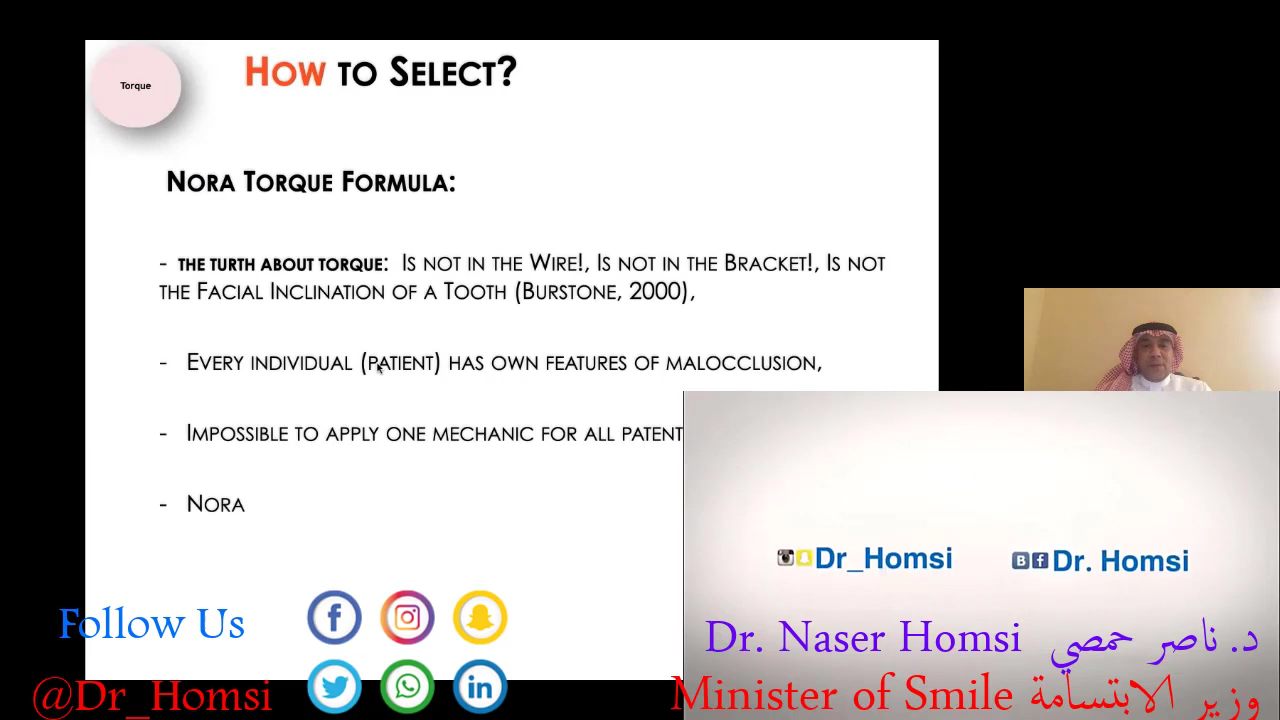 Torque
How to Select?
Nora Torque Formula:
- the turth about torque: Is not in the Wire!, Is not in the Bracket!, Is not
the Facial Inclination of a Tooth (Burstone, 2000),
- Every individual (patient) has own features of malocclusion,
- Impossible to apply one mechanic for all patent
- Nora
Dr_Homsi
Dr. Homsi
Follow Us
Dr. Naser Homsi د. ناصر حمصي
@Dr_Homsi
Minister of Smile وزير الابتسامة